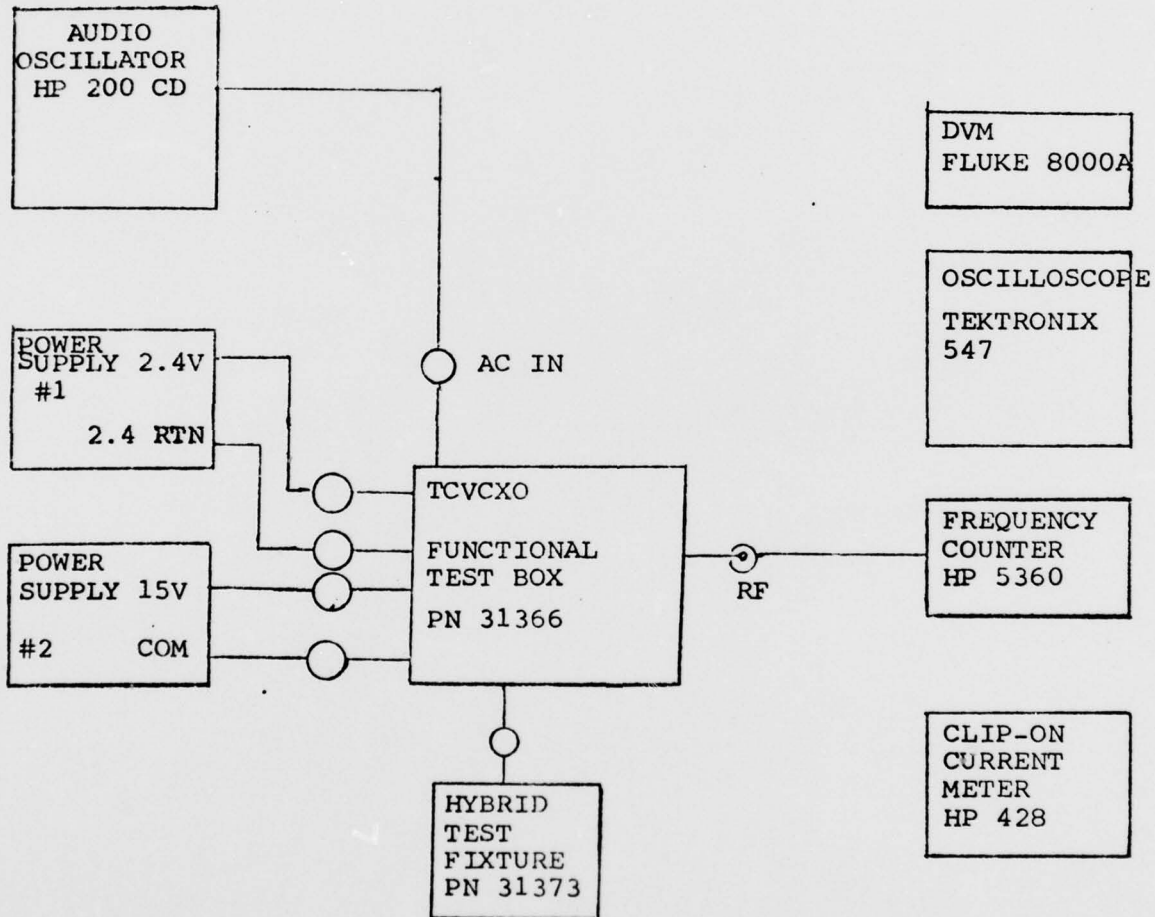 AUDIO
OSCILLATOR
HP 200 CD
DVM
FLUKE 8000A
OSCILLOSCOPE
TEKTRONIX
547
AC IN
POWER
SUPPLY 2.4V
#1
2.4 RTN
TCVCXO
FUNCTIONAL
TEST BOX
PN 31366
POWER
SUPPLY 15V
#2 COM
RF
FREQUENCY
COUNTER
HP 5360
CLIP-ON
CURRENT
METER
HP 428
HYBRID
TEST
FIXTURE
PN 31373